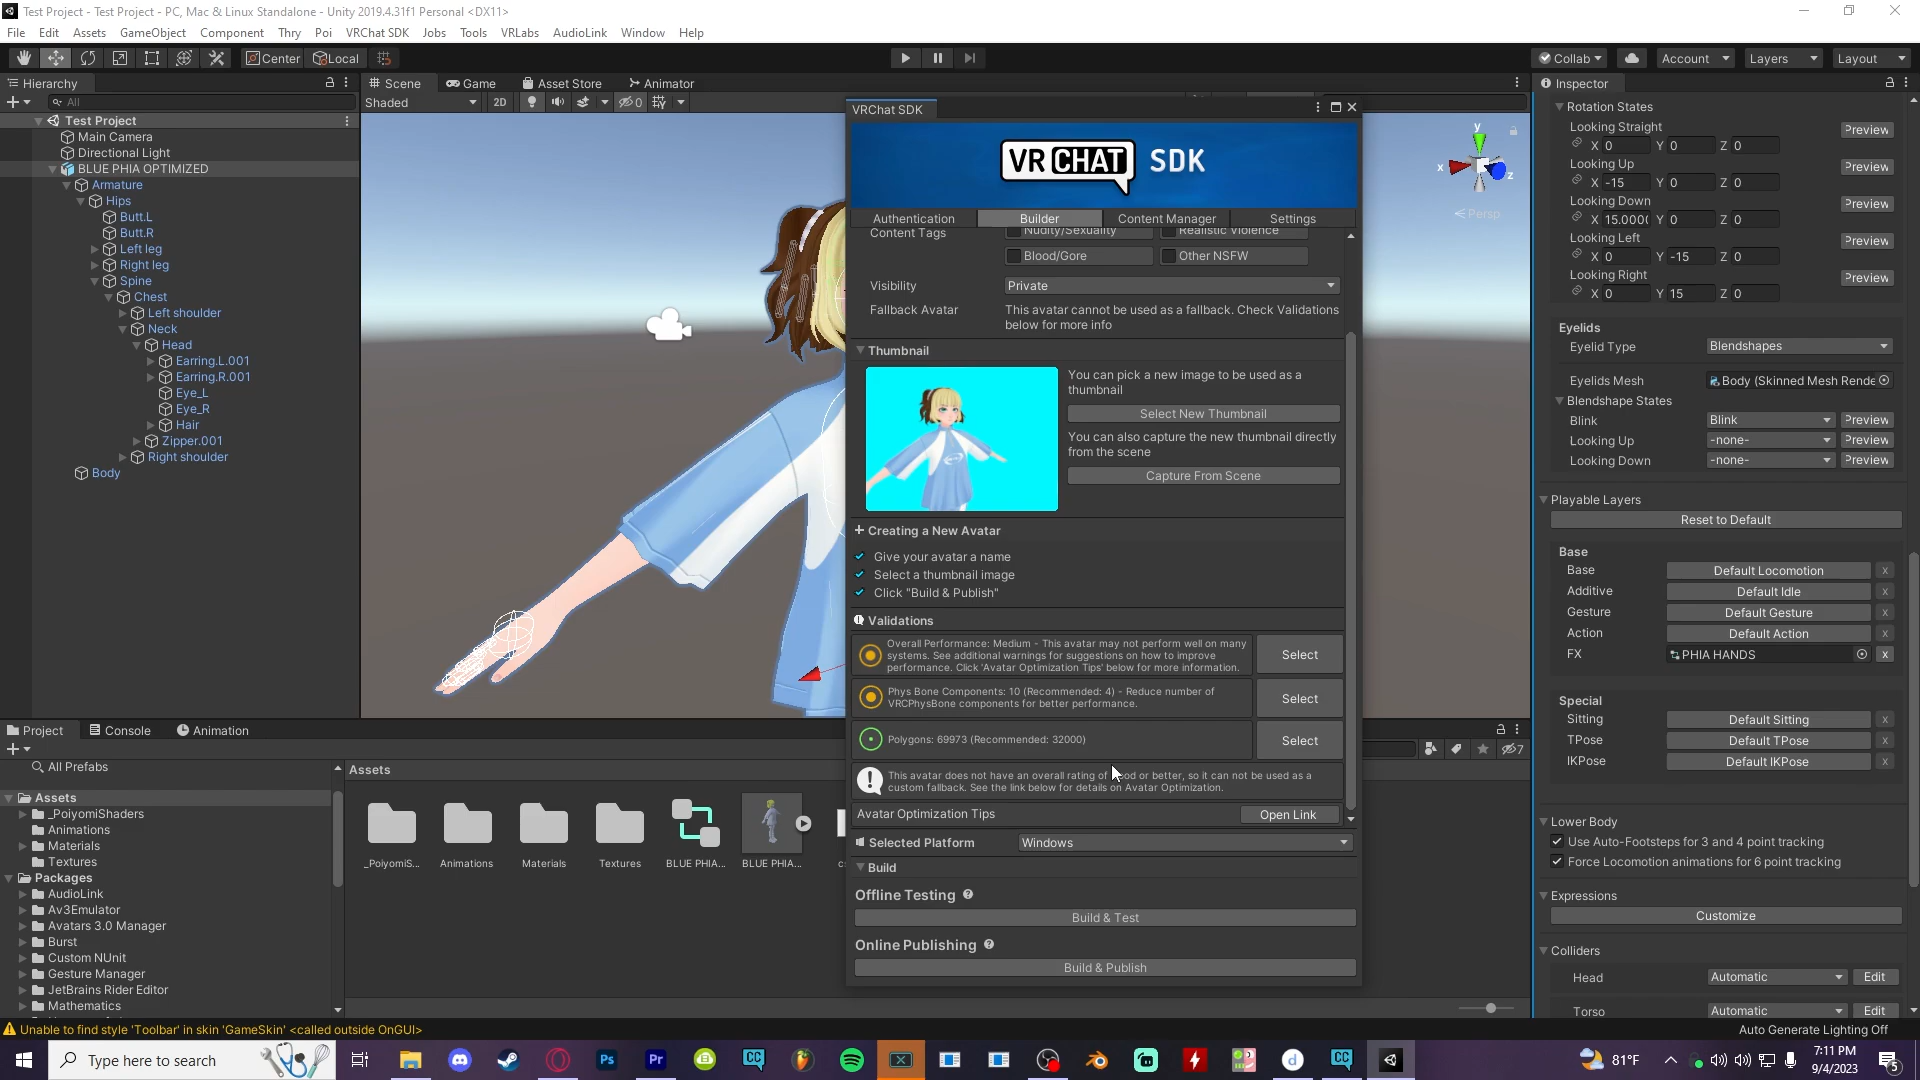 Test Project - Test Project - PC, Mac & Linux Standalone - Unity 2019.4.31f1 Personal <DX11>
File Edit Assets GameObject Component Thry Poi VRChat SDK Jobs Tools VRLabs AudioLink Window Help
Center Local
Collab Account Layers Layout
Hierarchy
All
Test Project
Main Camera
Directional Light
BLUE PHIA OPTIMIZED
Armature
Hips
Butt.L
Butt.R
Left leg
Right leg
Spine
Chest
Left shoulder
Neck
Head
Earring.L.001
Earring.R.001
Eye_L
Eye_R
Hair
Zipper.001
Right shoulder
Body
Scene Game Asset Store Animator
Shaded 2D 0
y
x
z
Persp
VRChat SDK
VR CHAT SDK
Authentication Builder Content Manager Settings
Content Tags Nudity/Sexuality Realistic Violence
Blood/Gore Other NSFW
Visibility Private
Fallback Avatar This avatar cannot be used as a fallback. Check Validations
below for more info
Thumbnail
You can pick a new image to be used as a
thumbnail
Select New Thumbnail
You can also capture the new thumbnail directly
from the scene
Capture From Scene
+ Creating a New Avatar
Give your avatar a name
Select a thumbnail image
Click "Build & Publish"
Validations
Overall Performance: Medium - This avatar may not perform well on many
systems. See additional warnings for suggestions on how to improve
performance. Click 'Avatar Optimization Tips' below for more information.
Select
Phys Bone Components: 10 (Recommended: 4) - Reduce number of
VRCPhysBone components for better performance.
Select
Polygons: 69973 (Recommended: 32000)
Select
This avatar does not have an overall rating of ood or better, so it can not be used as a
custom fallback. See the link below for details on Avatar Optimization.
Avatar Optimization Tips Open Link
Selected Platform Windows
Build
Offline Testing
Build & Test
Online Publishing
Build & Publish
Inspector
Rotation States
Looking Straight Preview
X 0 Y 0 Z 0
Looking Up Preview
X -15 Y 0 Z 0
Looking Down Preview
X 15.000( Y 0 Z 0
Looking Left Preview
X 0 Y -15 Z 0
Looking Right Preview
X 0 Y 15 Z 0
Eyelids
Eyelid Type Blendshapes
Eyelids Mesh Body (Skinned Mesh Rende
Blendshape States
Blink Blink Preview
Looking Up -none- Preview
Looking Down -none- Preview
Playable Layers
Reset to Default
Base
Base Default Locomotion x
Additive Default Idle x
Gesture Default Gesture x
Action Default Action x
FX PHIA HANDS x
Special
Sitting Default Sitting x
TPose Default TPose x
IKPose Default IKPose x
Lower Body
Use Auto-Footsteps for 3 and 4 point tracking
Force Locomotion animations for 6 point tracking
Expressions
Customize
Colliders
Head Automatic Edit
Torso Automatic Edit
Project Console Animation
7
All Prefabs
Assets
_PoiyomiShaders
Animations
Materials
Textures
Packages
AudioLink
Av3Emulator
Avatars 3.0 Manager
Burst
Custom NUnit
Gesture Manager
JetBrains Rider Editor
Mathematics
Assets
_PoiyomiS... Animations Materials Textures BLUE PHIA... BLUE PHIA...
Unable to find style 'Toolbar' in skin 'GameSkin' <called outside OnGUI>
Auto Generate Lighting Off
Type here to search
Ps Pr CC CC
81°F
7:11 PM
9/4/2023
5